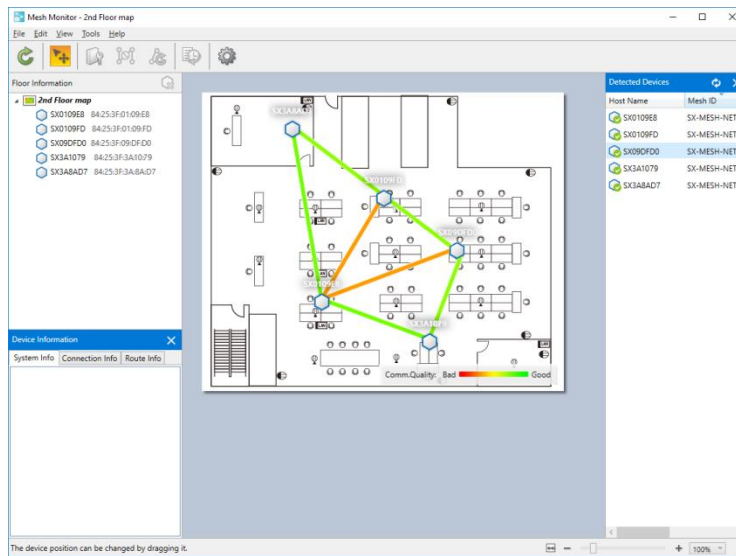 Mesh Monitor - 2nd Floor map
File Edit View Tools Help
Floor Information
2nd Floor map
SX0109E8 84:25:3F:01:09:E8
SX0109FD 84:25:3F:01:09:FD
SX09DFD0 84:25:3F:09:DF:D0
SX3A1079 84:25:3F:3A:10:79
SX3A8AD7 84:25:3F:3A:8A:D7
Device Information
System Info Connection Info Route Info
SX3A8AD7
SX0109FD
SX09DFD0
SX0109E8
SX3A1079
Comm.Quality: Bad Good
Detected Devices
Host Name Mesh ID
SX0109E8 SX-MESH-NET
SX0109FD SX-MESH-NET
SX09DFD0 SX-MESH-NET
SX3A1079 SX-MESH-NET
SX3A8AD7 SX-MESH-NET
The device position can be changed by dragging it.
100%